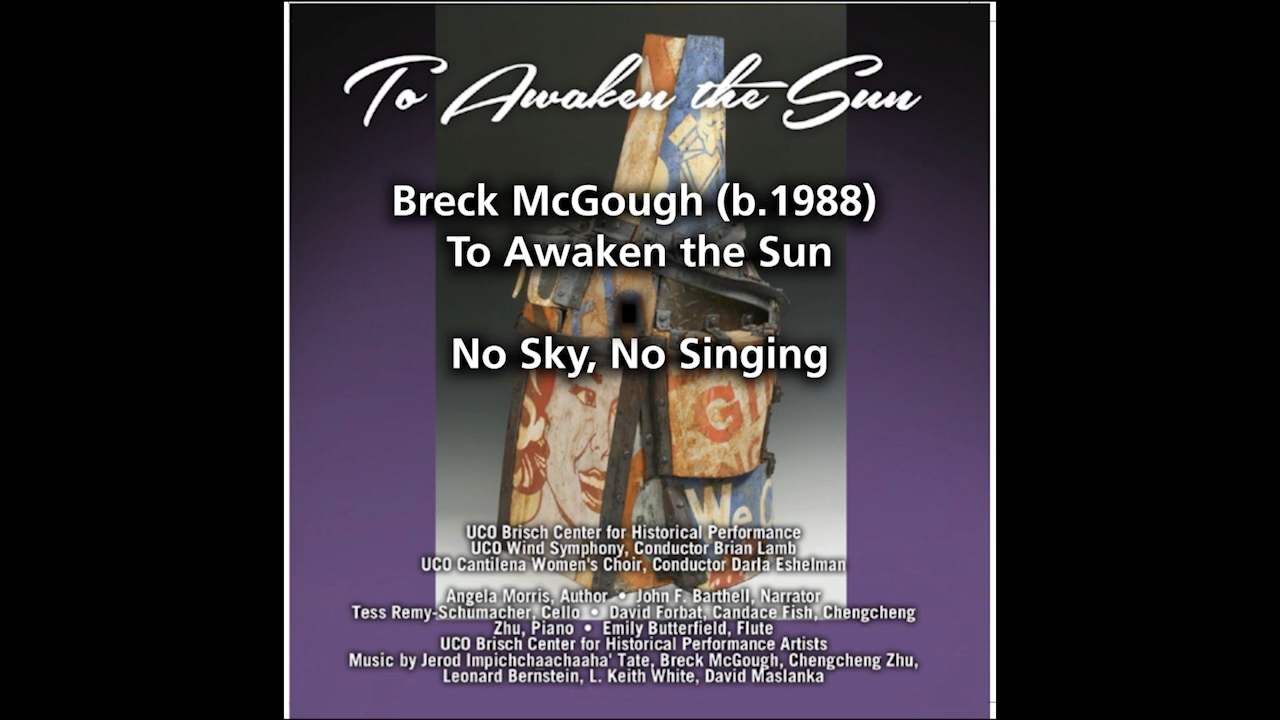 To Awaken the Sun
Breck McGough (b.1988)
To Awaken the Sun
No Sky, No Singing
G
We
UCO Brisch Center for Historical Performance
UCO Wind Symphony, Conductor Brian Lamb
UCO Cantilena Women's Choir, Conductor Darla Eshelman
Angela Morris, Author • John F. Barthell, Narrator
Tess Remy-Schumacher, Cello • David Forbat, Candace Fish, Chengcheng
Zhu, Piano • Emily Butterfield, Flute
UCO Brisch Center for Historical Performance Artists
Music by Jerod Impichchaachaaha' Tate, Breck McGough, Chengcheng Zhu,
Leonard Bernstein, L. Keith White, David Maslanka